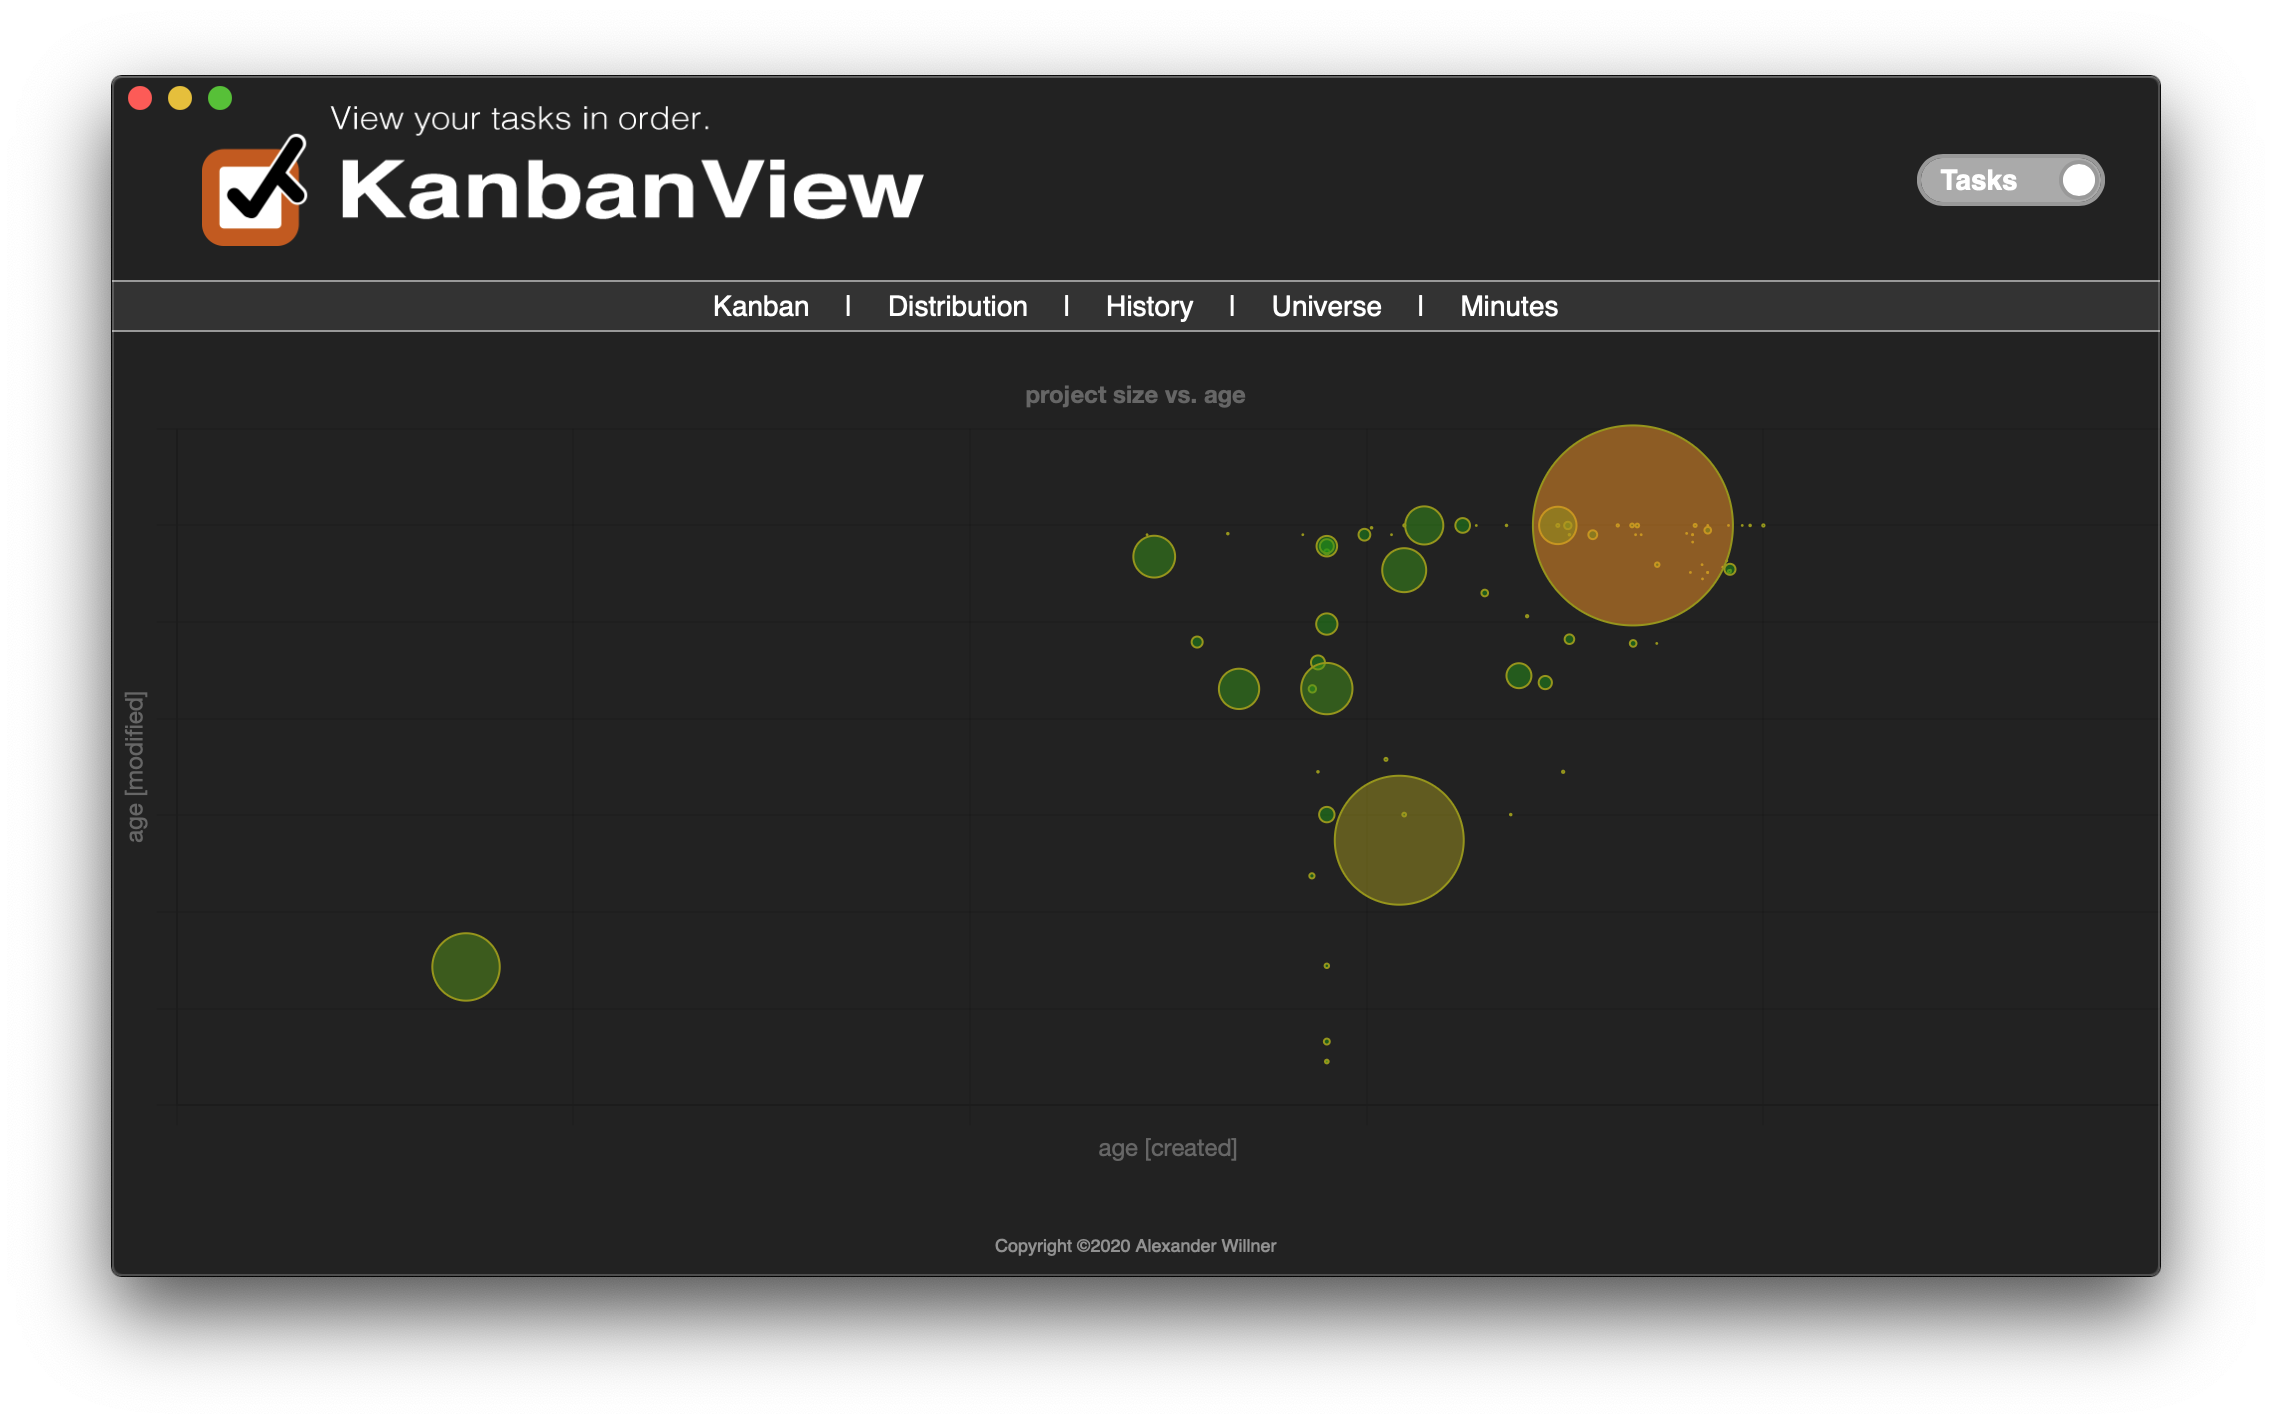 View your tasks in order.
KanbanView
Tasks
Kanban | Distribution | History | Universe | Minutes
project size vs. age
age [modified]
age [created]
Copyright ©2020 Alexander Willner